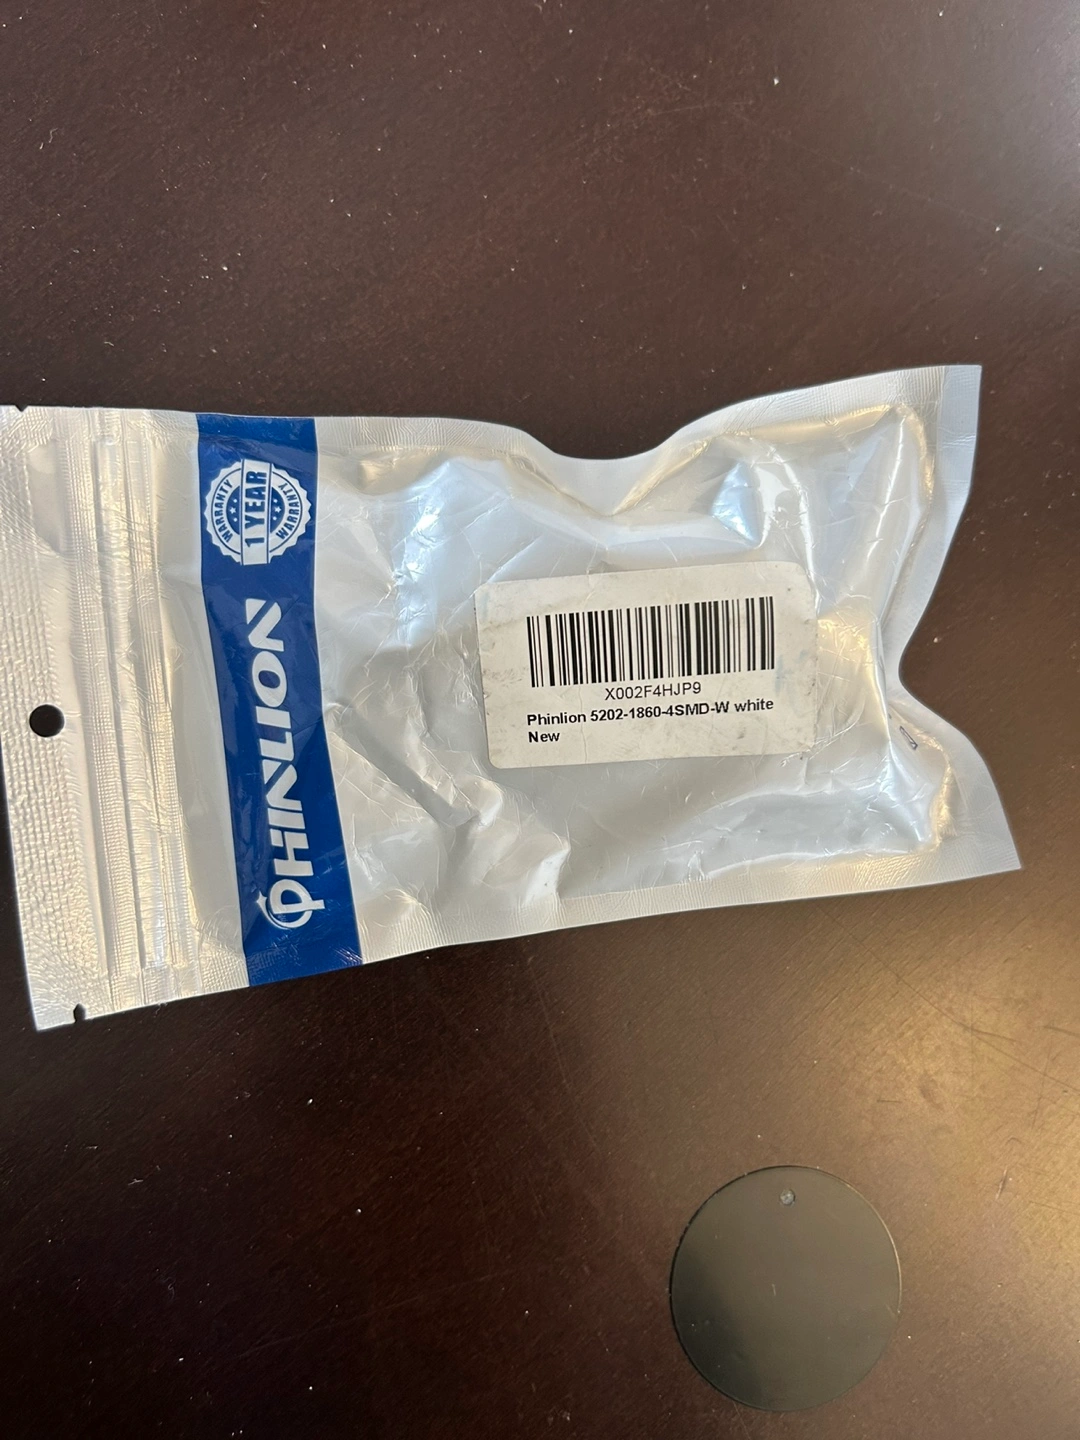 WARRANTY
1 YEAR
WARRANTY
PHINLION
X002F4HJP9
Phinlion 5202-1860-4SMD-W white
New